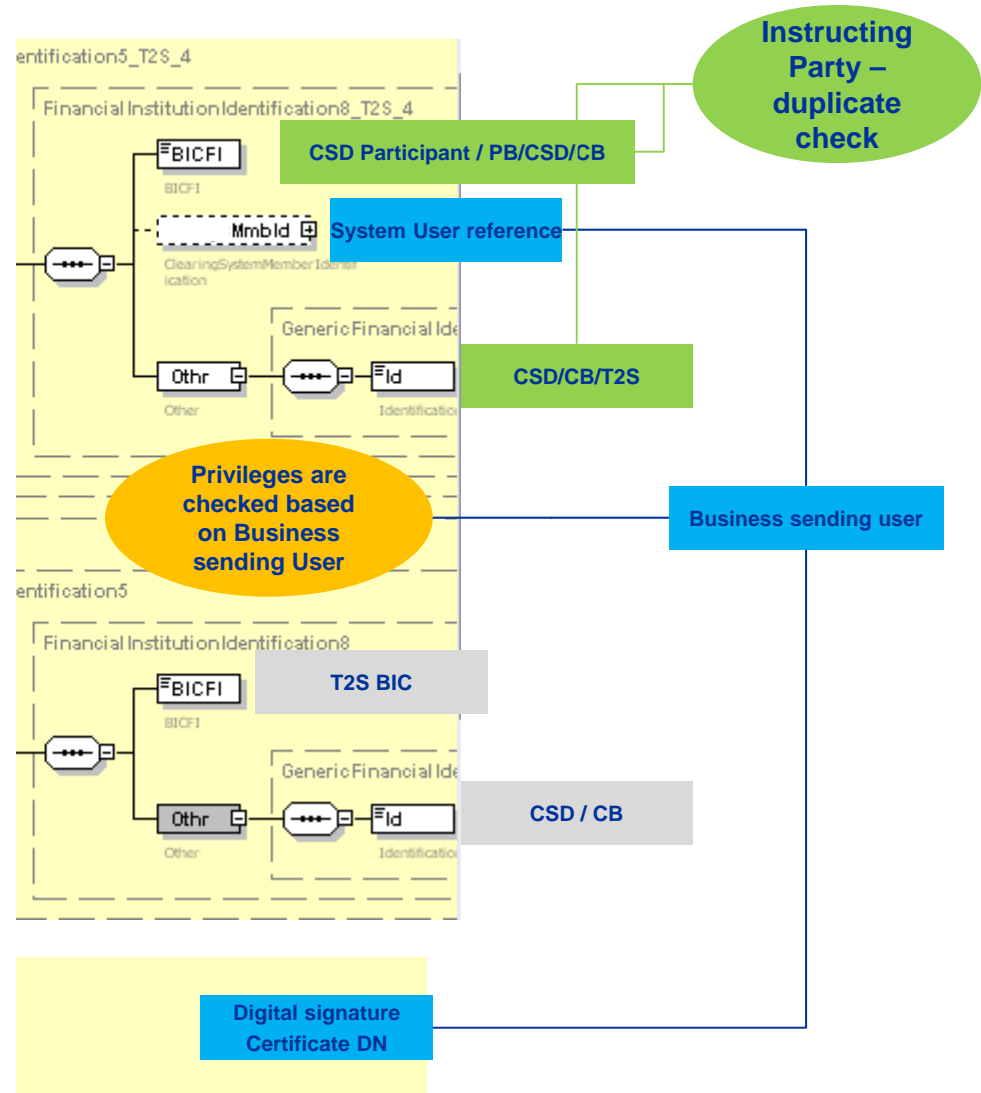 Instructing
Party –
duplicate
check
entification5_T2S_4
FinancialInstitutionIdentification8_T2S_4
BICFI
CSD Participant / PB/CSD/CB
BICFI
MmbId
System User reference
ClearingSystemMemberIdentif
ication
GenericFinancialIde
Othr
Id
CSD/CB/T2S
Other
Identification
Privileges are
checked based
on Business
sending User
Business sending user
entification5
FinancialInstitutionIdentification8
BICFI
T2S BIC
BICFI
GenericFinancialIde
Othr
Id
CSD / CB
Other
Identification
Digital signature
Certificate DN